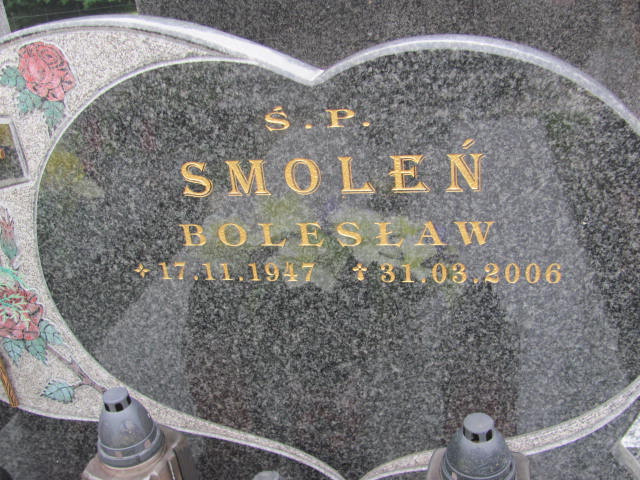 Ś.P.
SMOLEŃ
BOLESŁAW
17.11.1947 31.03.2006